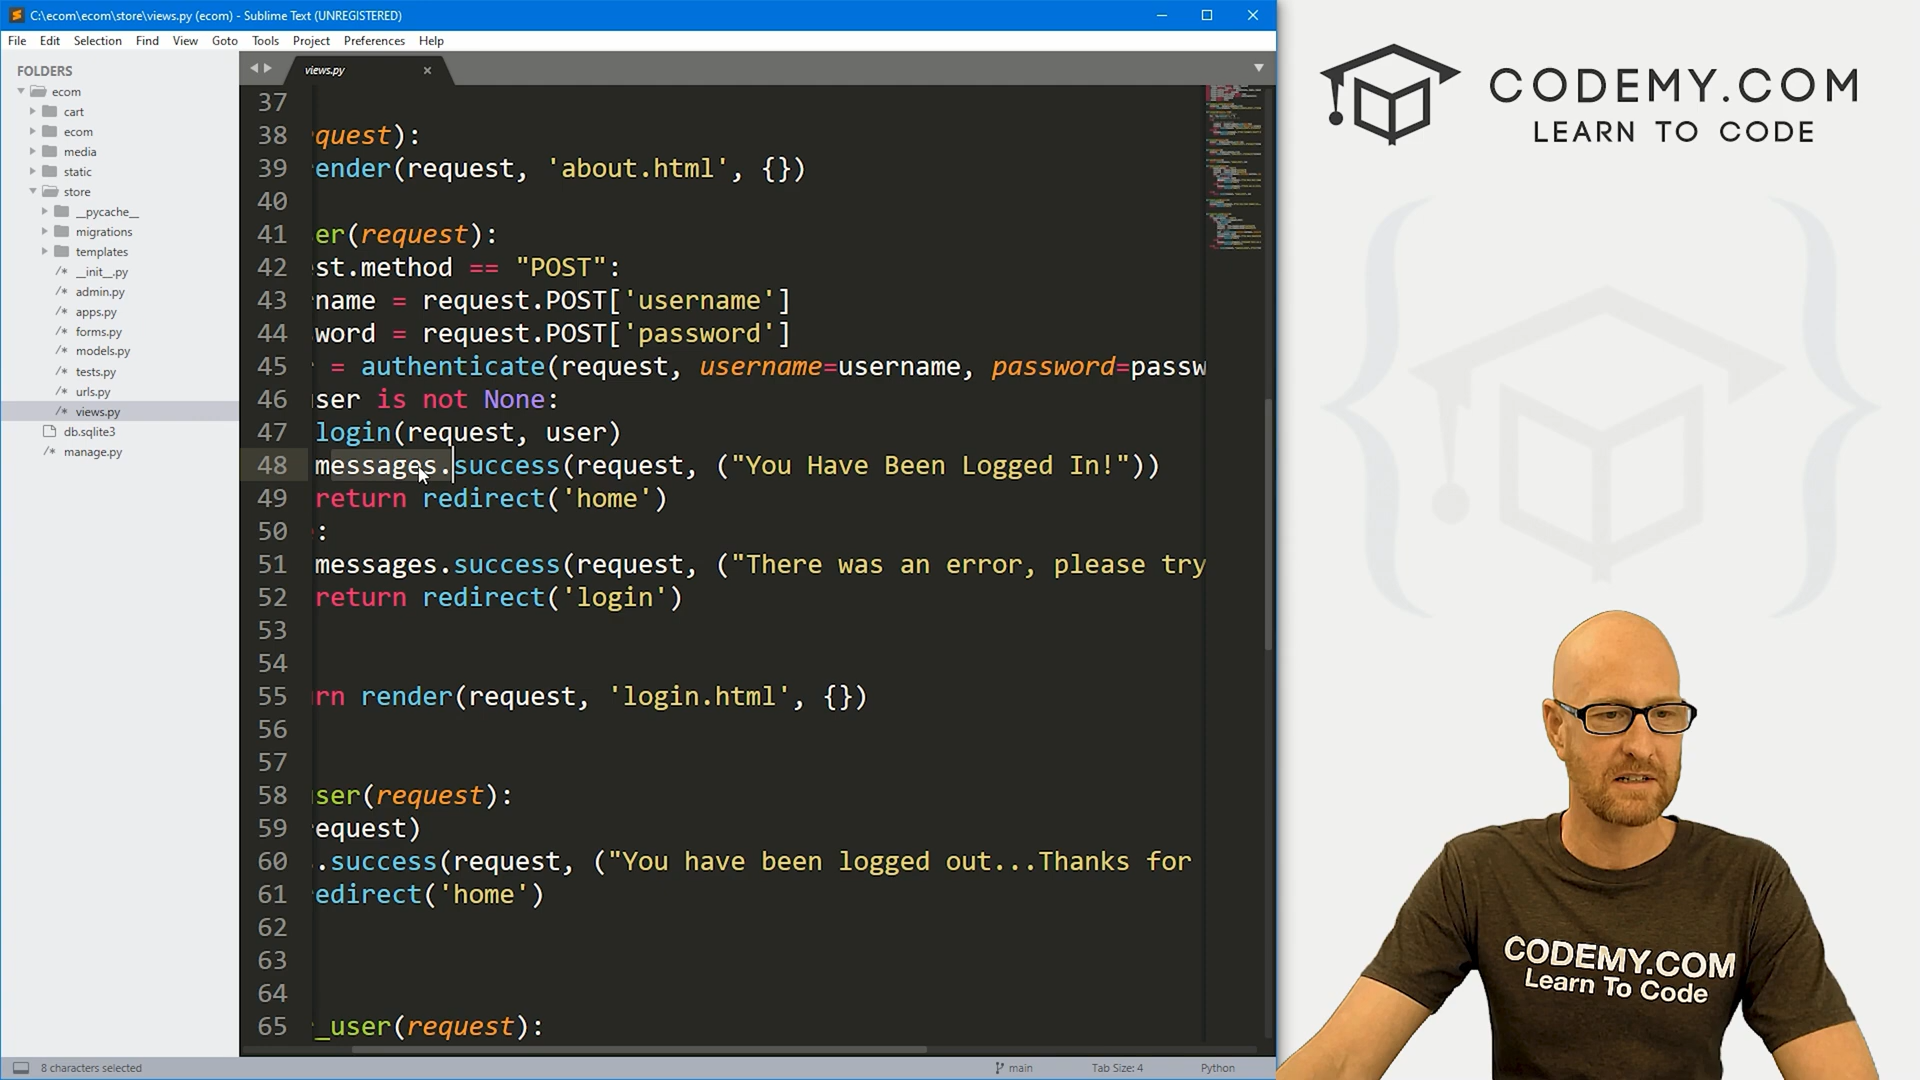 C:\ecom\ecom\store\views.py (ecom) - Sublime Text (UNREGISTERED)
File Edit Selection Find View Goto Tools Project Preferences Help
FOLDERS
ecom
cart
ecom
media
static
store
__pycache__
migrations
templates
__init__.py
admin.py
apps.py
forms.py
models.py
tests.py
urls.py
views.py
db.sqlite3
manage.py
views.py
37
38 equest):
39 ender(request, 'about.html', {})
40
41 er(request):
42 st.method == "POST":
43 name = request.POST['username']
44 word = request.POST['password']
45 = authenticate(request, username=username, password=passw
46 ser is not None:
47 login(request, user)
48 messages.success(request, ("You Have Been Logged In!"))
49 return redirect('home')
50 :
51 messages.success(request, ("There was an error, please try
52 return redirect('login')
53
54
55 rn render(request, 'login.html', {})
56
57
58 ser(request):
59 equest)
60 .success(request, ("You have been logged out...Thanks for
61 edirect('home')
62
63
64
65 _user(request):
8 characters selected
main
Tab Size: 4
Python
CODEMY.COM
LEARN TO CODE
CODEMY.COM
Learn To Code